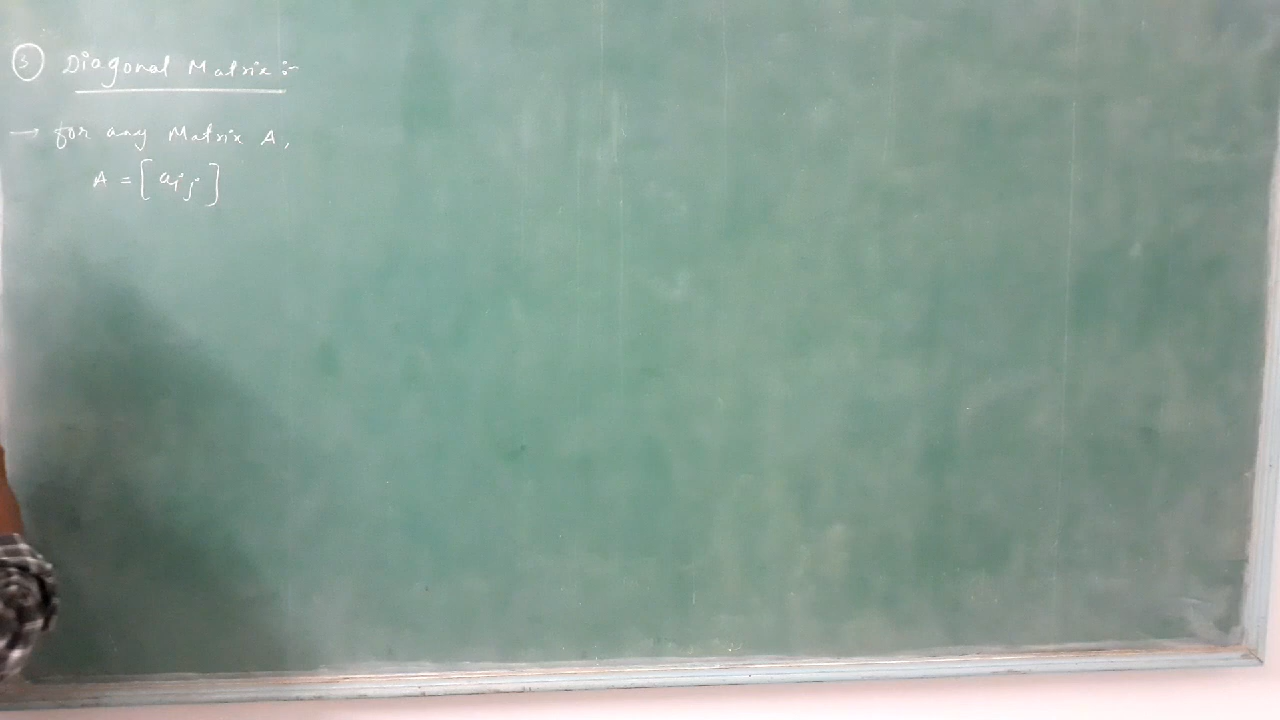 ③ Diagonal Matrix :-
→ for any Matrix A,
A = [aij]